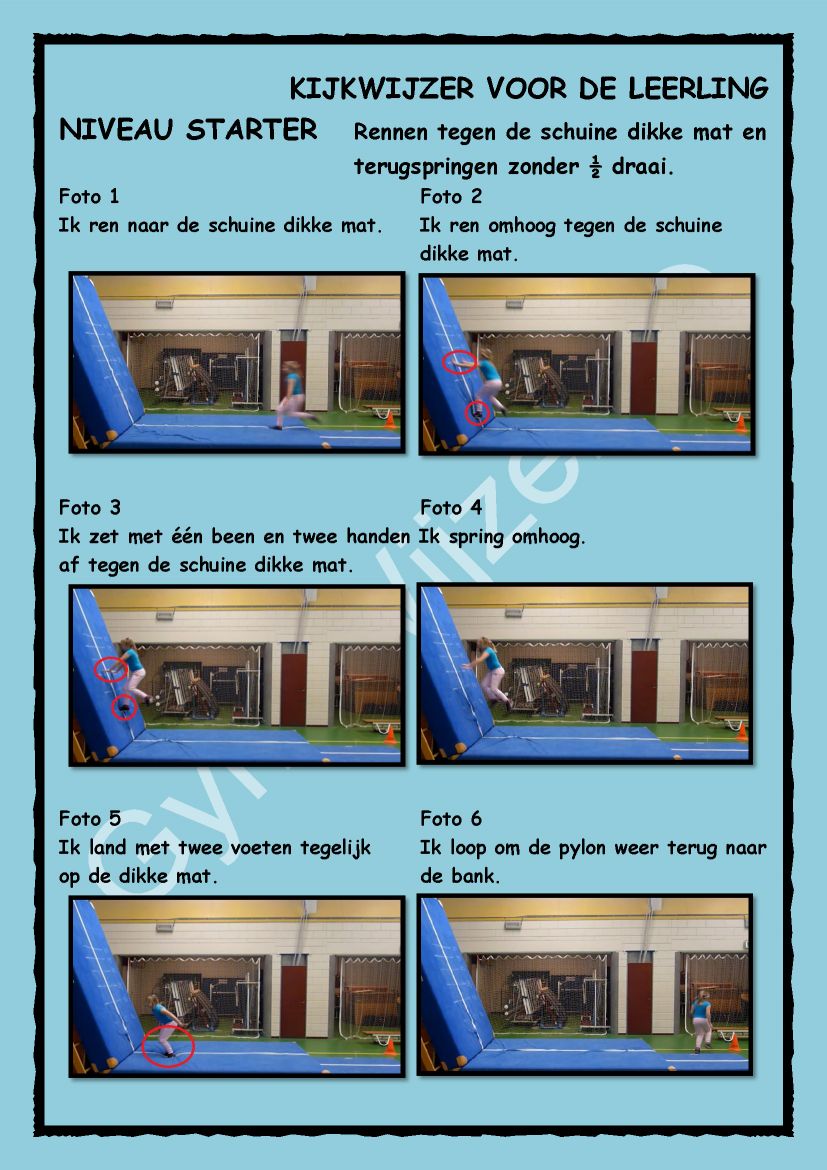 KIJKWIJZER VOOR DE LEERLING
NIVEAU STARTER
Rennen tegen de schuine dikke mat en
terugspringen zonder ½ draai.
Foto 1
Ik ren naar de schuine dikke mat.
Foto 2
Ik ren omhoog tegen de schuine
dikke mat.
Foto 3
Ik zet met één been en twee handen
af tegen de schuine dikke mat.
Foto 4
Ik spring omhoog.
Foto 5
Ik land met twee voeten tegelijk
op de dikke mat.
Foto 6
Ik loop om de pylon weer terug naar
de bank.